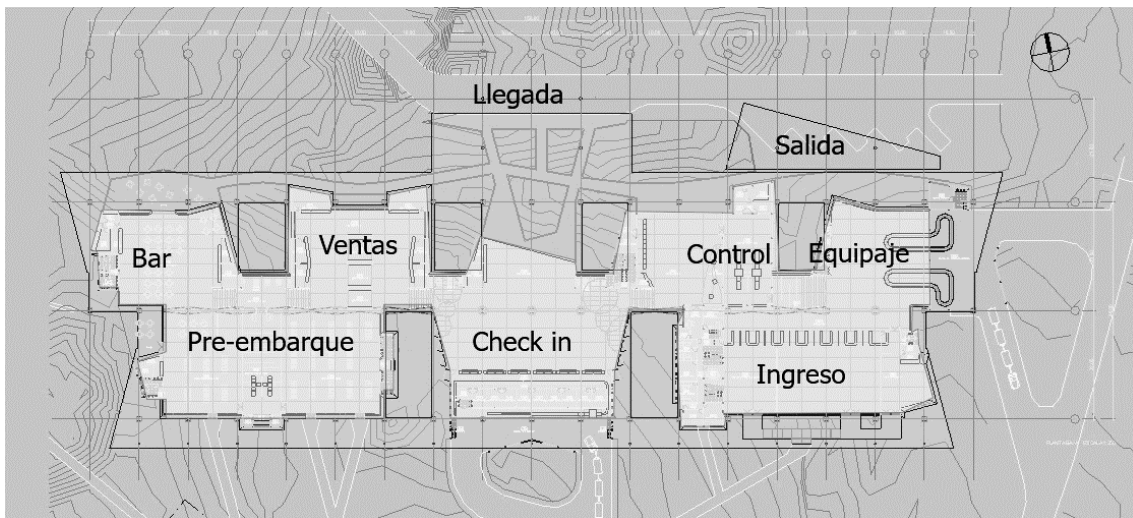 Llegada
Salida
Bar
Ventas
Control
Equipaje
Pre-embarque
Check in
Ingreso